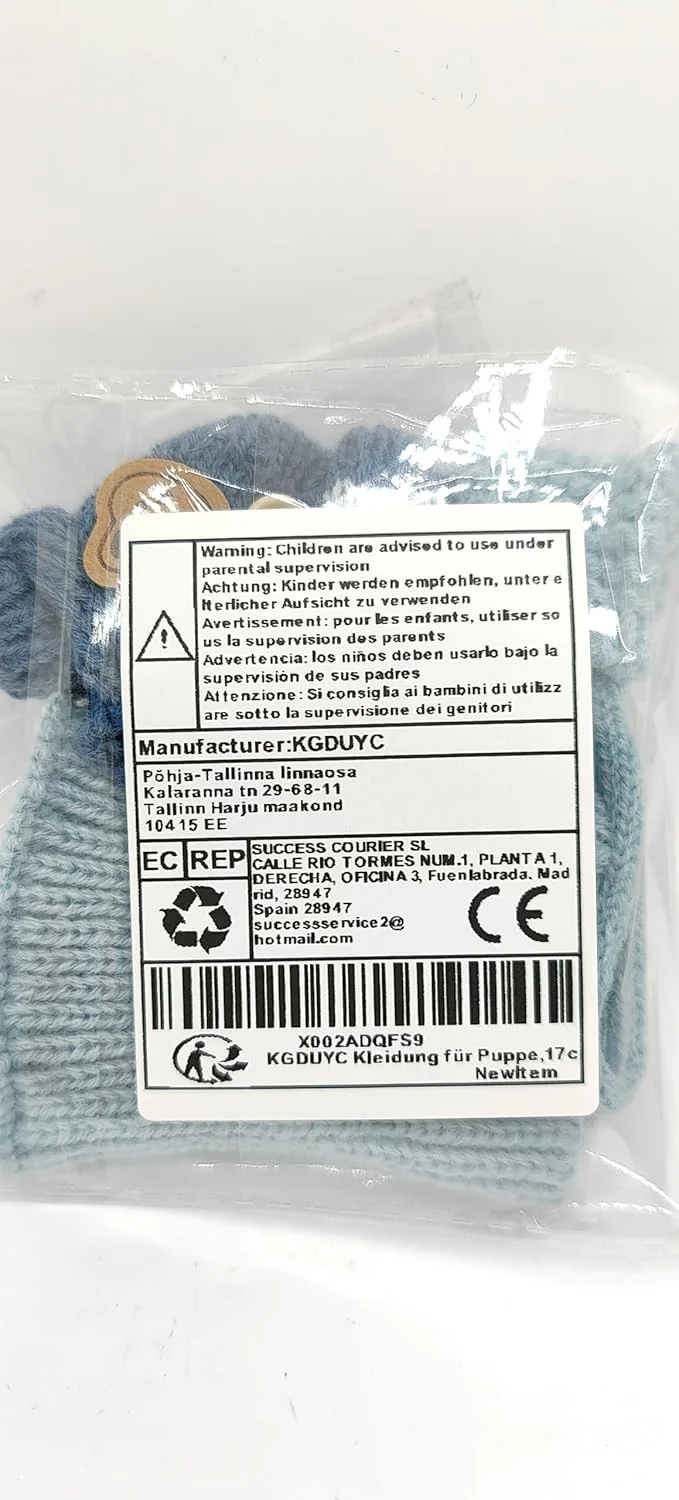 Warning: Children are advised to use under
parental supervision
Achtung: Kinder werden empfohlen, unter e
lterlicher Aufsicht zu verwenden
Avertissement: pour les enfants, utiliser so
us la supervision des parents
Advertencia: los niños deben usarlo bajo la
supervisión de sus padres
Attenzione: Si consiglia ai bambini di utilizz
are sotto la supervisione dei genitori
Manufacturer:KGDUYC
Põhja-Tallinna linnaosa
Kalaranna tn 29-68-11
Tallinn Harju maakond
10415 EE
EC REP
SUCCESS COURIER SL
CALLE RIO TORMES NUM.1, PLANTA 1,
DERECHA, OFICINA 3, Fuenlabrada. Mad
rid, 28947
Spain 28947
successservice2@
hotmail.com
CE
X002ADQFS9
KGDUYC Kleidung für Puppe,17c
NewItem